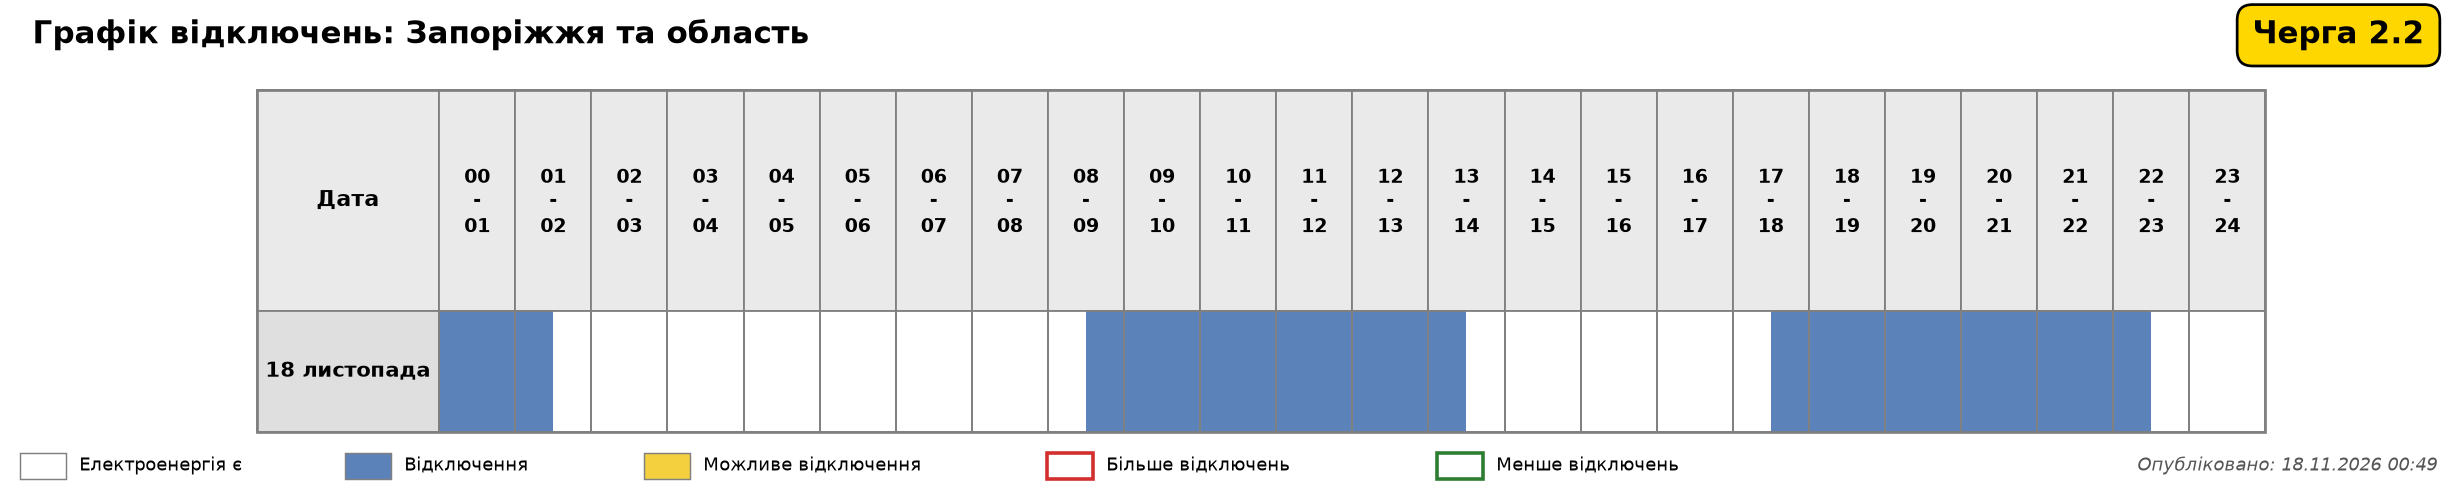 Графік відключень: Запоріжжя та область
Черга 2.2
Дата
00 - 01
01 - 02
02 - 03
03 - 04
04 - 05
05 - 06
06 - 07
07 - 08
08 - 09
09 - 10
10 - 11
11 - 12
12 - 13
13 - 14
14 - 15
15 - 16
16 - 17
17 - 18
18 - 19
19 - 20
20 - 21
21 - 22
22 - 23
23 - 24
18 листопада
Електроенергія є
Відключення
Можливе відключення
Більше відключень
Менше відключень
Опубліковано: 18.11.2026 00:49